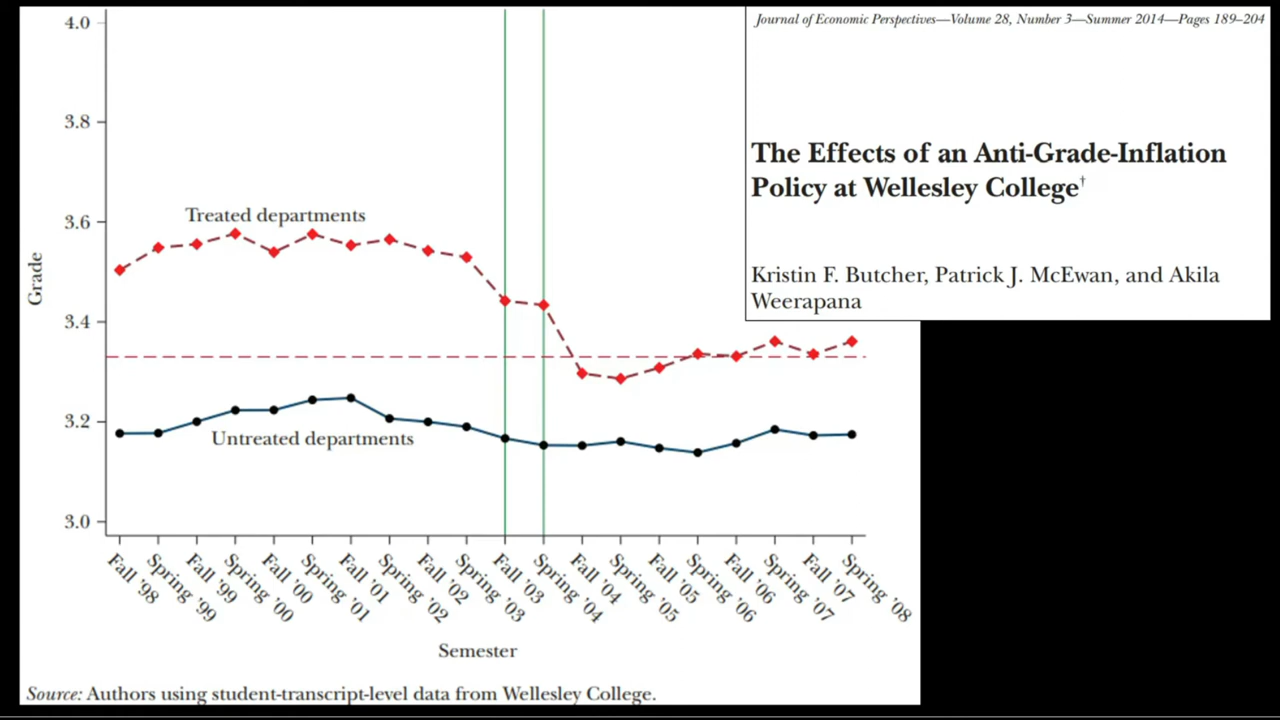 Journal of Economic Perspectives—Volume 28, Number 3—Summer 2014—Pages 189–204
The Effects of an Anti-Grade-Inflation
Policy at Wellesley College†
Kristin F. Butcher, Patrick J. McEwan, and Akila
Weerapana
4.0
3.8
3.6
3.4
3.2
3.0
Grade
Treated departments
Untreated departments
Fall '98
Spring '99
Fall '99
Spring '00
Fall '00
Spring '01
Fall '01
Spring '02
Fall '02
Spring '03
Fall '03
Spring '04
Fall '04
Spring '05
Fall '05
Spring '06
Fall '06
Spring '07
Fall '07
Spring '08
Semester
Source: Authors using student-transcript-level data from Wellesley College.